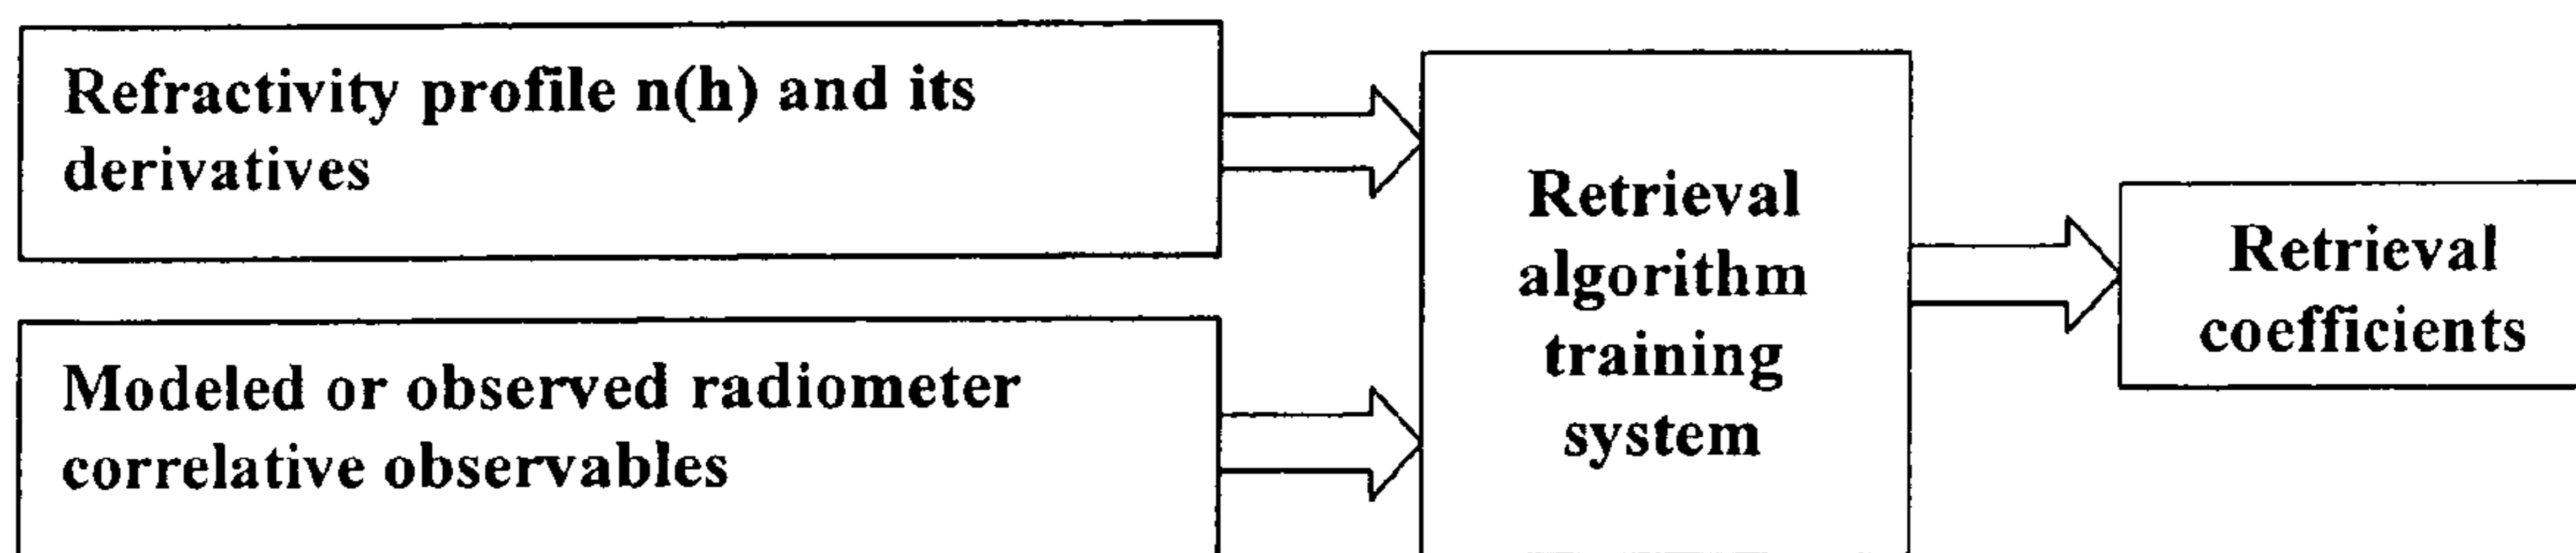 Refractivity profile n(h) and its
derivatives
Modeled or observed radiometer
correlative observables
Retrieval
algorithm
training
system
Retrieval
coefficients